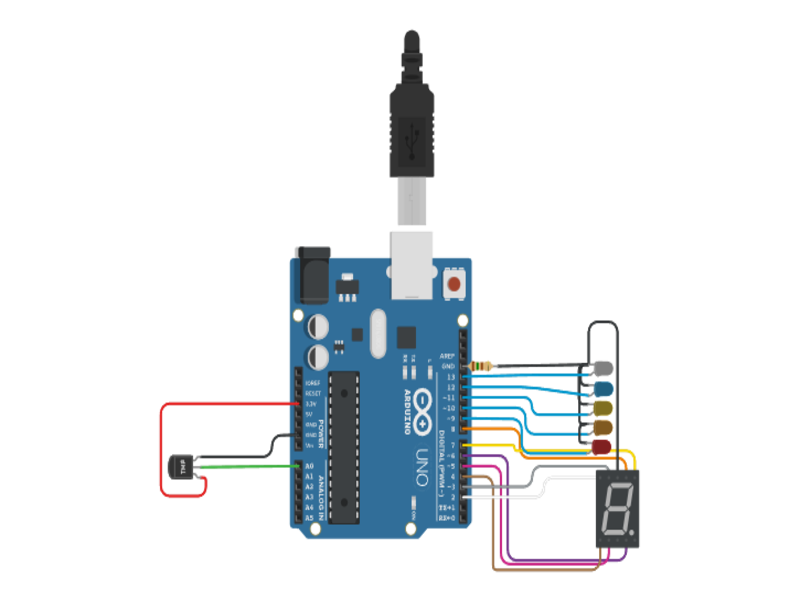 AREF
GND
13
12
~11
~10
~9
8
7
~6
~5
4
~3
2
TX→1
RX←0
DIGITAL (PWM ~)
TX
RX
L
ARDUINO
UNO
ON
IOREF
RESET
3.3V
5V
GND
GND
Vin
POWER
A0
A1
A2
A3
A4
A5
ANALOG IN
TMP